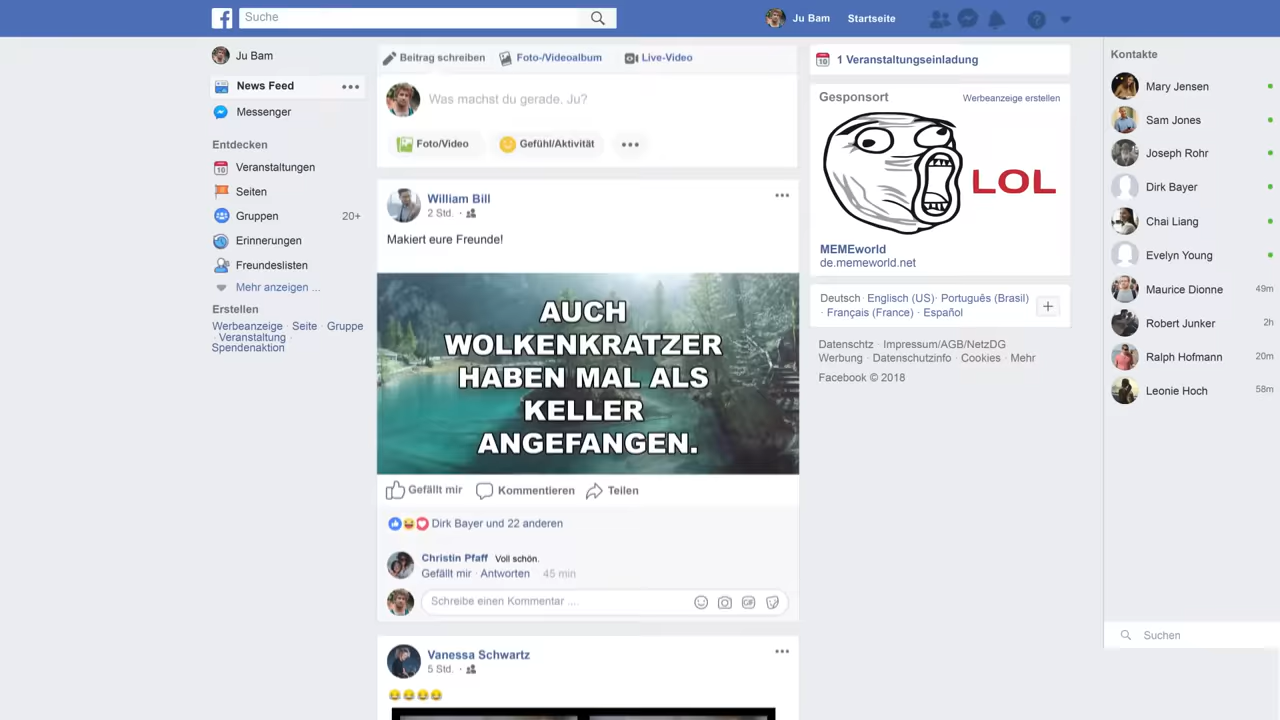 Suche
Ju Bam
Startseite
Ju Bam
News Feed
Messenger
Entdecken
10
Veranstaltungen
Seiten
Gruppen 20+
Erinnerungen
Freundeslisten
Mehr anzeigen ...
Erstellen
Werbeanzeige · Seite · Gruppe
· Veranstaltung ·
Spendenaktion
Beitrag schreiben
Foto-/Videoalbum
Live-Video
Was machst du gerade. Ju?
Foto/Video
Gefühl/Aktivität
William Bill
2 Std. ·
Makiert eure Freunde!
AUCH
WOLKENKRATZER
HABEN MAL ALS
KELLER
ANGEFANGEN.
Gefällt mir
Kommentieren
Teilen
Dirk Bayer und 22 anderen
Christin Pfaff Voll schön.
Gefällt mir · Antworten 45 min
Schreibe einen Kommentar ....
GIF
Vanessa Schwartz
5 Std. ·
10
1 Veranstaltungseinladung
Gesponsort
Werbeanzeige erstellen
LOL
MEMEworld
de.memeworld.net
Deutsch · Englisch (US) · Português (Brasil)
· Français (France) · Español
Datenschtz · Impressum/AGB/NetzDG
Werbung · Datenschutzinfo · Cookies · Mehr
Facebook © 2018
Kontakte
Mary Jensen
Sam Jones
Joseph Rohr
Dirk Bayer
Chai Liang
Evelyn Young
Maurice Dionne 49m
Robert Junker 2h
Ralph Hofmann 20m
Leonie Hoch 58m
Suchen